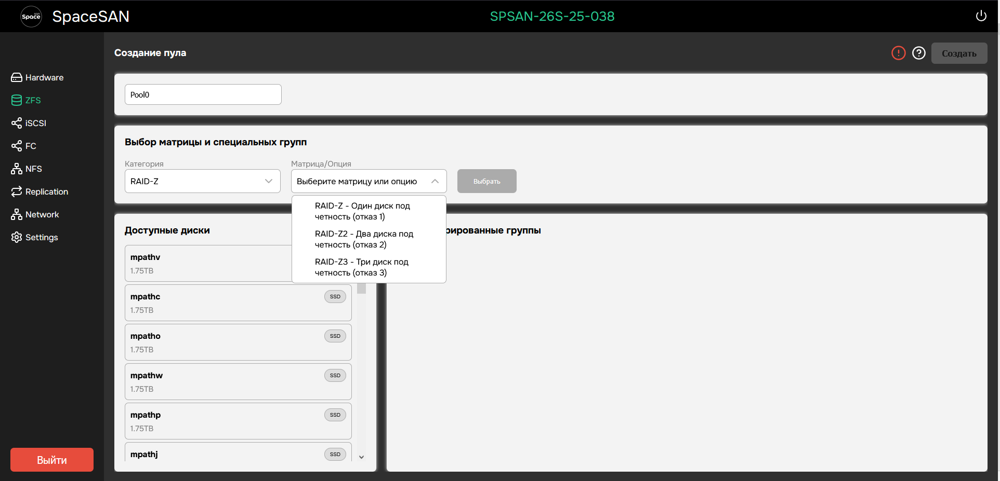 san
Space
SpaceSAN
SPSAN-26S-25-038
Создание пула
Создать
Hardware
ZFS
iSCSI
FC
NFS
Replication
Network
Settings
Выйти
Pool0
Выбор матрицы и специальных групп
Категория
Матрица/Опция
RAID-Z
Выберите матрицу или опцию
Выбрать
RAID-Z - Один диск под
четность (отказ 1)
RAID-Z2 - Два диска под
четность (отказ 2)
RAID-Z3 - Три диск под
четность (отказ 3)
Доступные диски
рированные группы
mpathv
1.75TB
mpathc
SSD
1.75TB
mpatho
SSD
1.75TB
mpathw
SSD
1.75TB
mpathp
SSD
1.75TB
mpathj
SSD